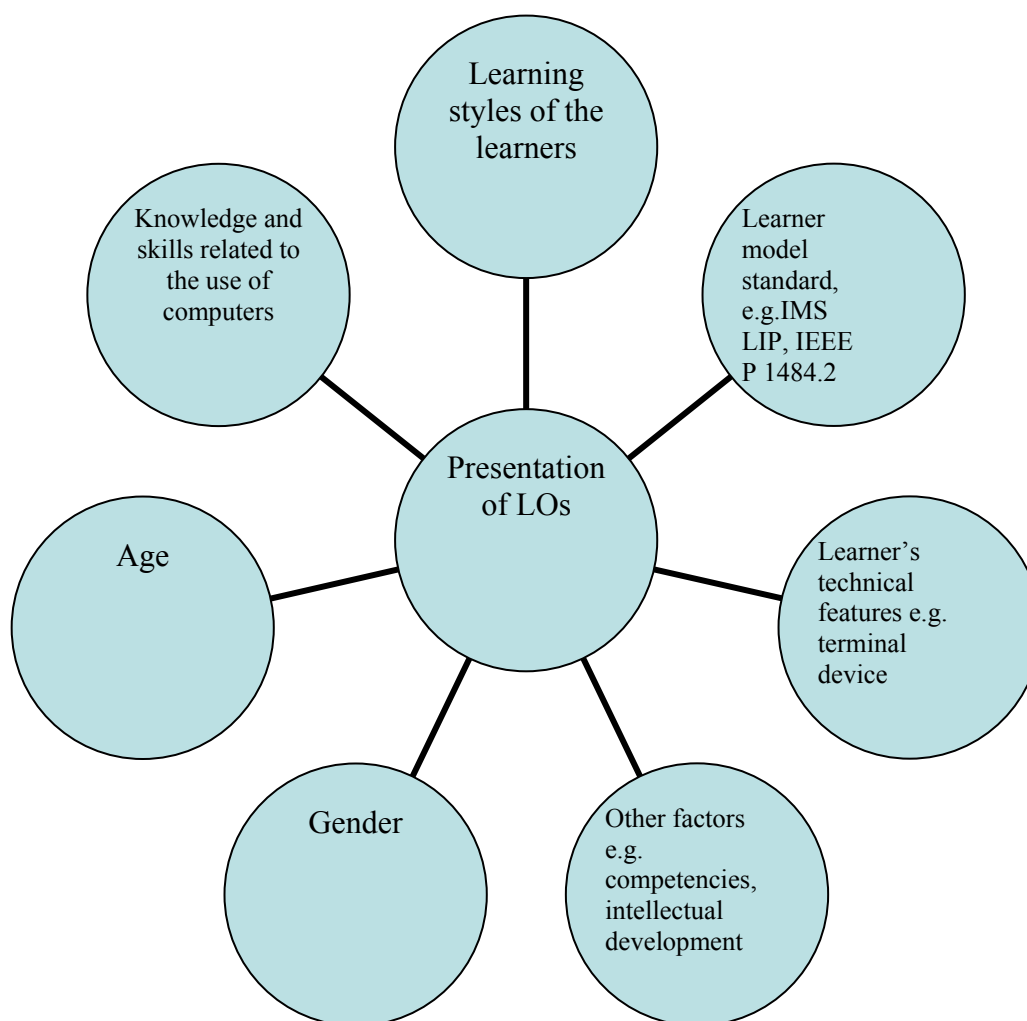 Learning
styles of the
learners
Knowledge and
skills related to
the use of
computers
Learner
model
standard,
e.g.IMS
LIP, IEEE
P 1484.2
Presentation
of LOs
Age
Learner’s
technical
features e.g.
terminal
device
Gender
Other factors
e.g.
competencies,
intellectual
development